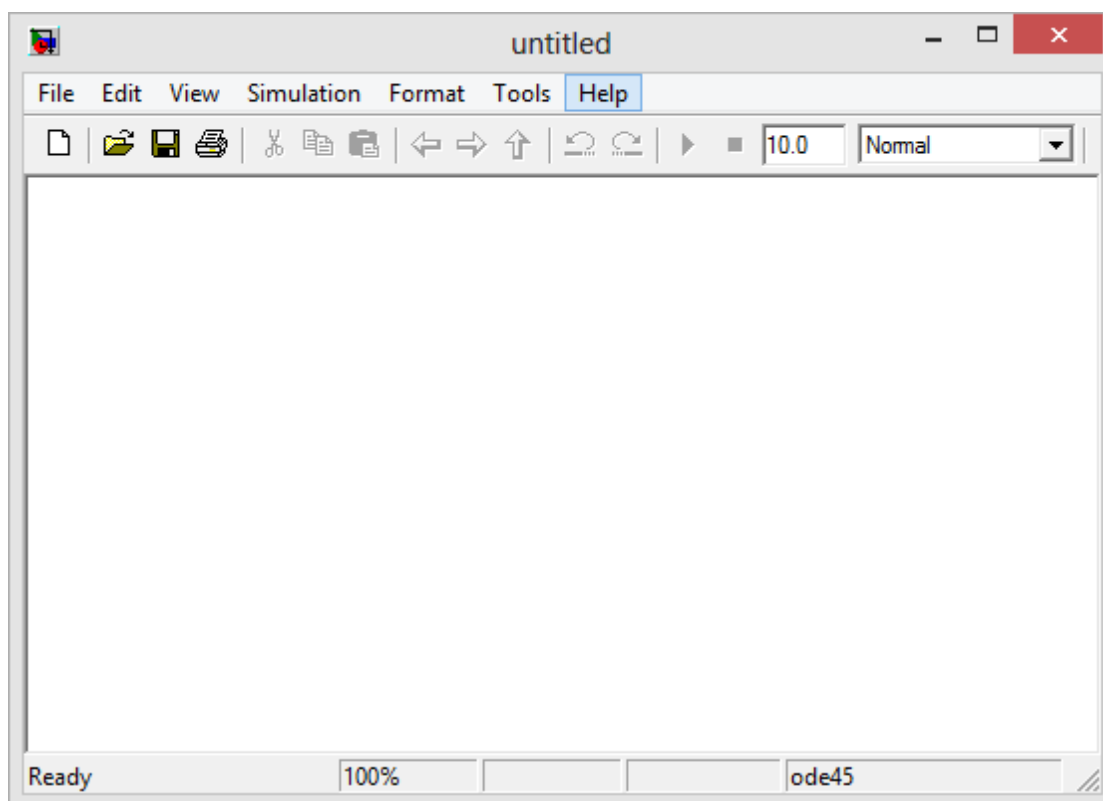 untitled
File Edit View Simulation Format Tools Help
10.0 Normal
Ready 100% ode45